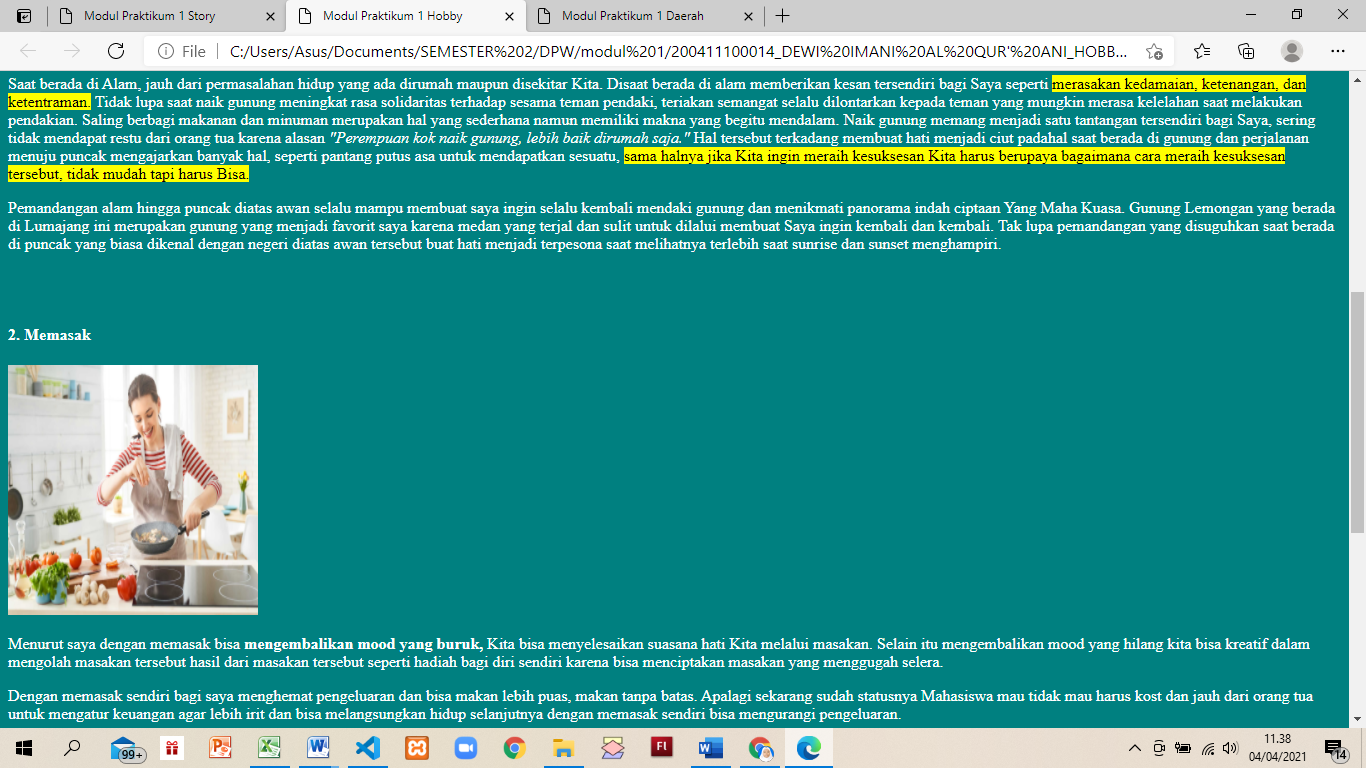 Modul Praktikum 1 Story
Modul Praktikum 1 Hobby
Modul Praktikum 1 Daerah
File
C:/Users/Asus/Documents/SEMESTER%202/DPW/modul%201/200411100014_DEWI%20IMANI%20AL%20QUR'%20ANI_HOBB...
Saat berada di Alam, jauh dari permasalahan hidup yang ada dirumah maupun disekitar Kita. Disaat berada di alam memberikan kesan tersendiri bagi Saya seperti merasakan kedamaian, ketenangan, dan
ketentraman. Tidak lupa saat naik gunung meningkat rasa solidaritas terhadap sesama teman pendaki, teriakan semangat selalu dilontarkan kepada teman yang mungkin merasa kelelahan saat melakukan
pendakian. Saling berbagi makanan dan minuman merupakan hal yang sederhana namun memiliki makna yang begitu mendalam. Naik gunung memang menjadi satu tantangan tersendiri bagi Saya, sering
tidak mendapat restu dari orang tua karena alasan "Perempuan kok naik gunung, lebih baik dirumah saja." Hal tersebut terkadang membuat hati menjadi ciut padahal saat berada di gunung dan perjalanan
menuju puncak mengajarkan banyak hal, seperti pantang putus asa untuk mendapatkan sesuatu, sama halnya jika Kita ingin meraih kesuksesan Kita harus berupaya bagaimana cara meraih kesuksesan
tersebut, tidak mudah tapi harus Bisa.
Pemandangan alam hingga puncak diatas awan selalu mampu membuat saya ingin selalu kembali mendaki gunung dan menikmati panorama indah ciptaan Yang Maha Kuasa. Gunung Lemongan yang berada
di Lumajang ini merupakan gunung yang menjadi favorit saya karena medan yang terjal dan sulit untuk dilalui membuat Saya ingin kembali dan kembali. Tak lupa pemandangan yang disuguhkan saat berada
di puncak yang biasa dikenal dengan negeri diatas awan tersebut buat hati menjadi terpesona saat melihatnya terlebih saat sunrise dan sunset menghampiri.
2. Memasak
Menurut saya dengan memasak bisa mengembalikan mood yang buruk, Kita bisa menyelesaikan suasana hati Kita melalui masakan. Selain itu mengembalikan mood yang hilang kita bisa kreatif dalam
mengolah masakan tersebut hasil dari masakan tersebut seperti hadiah bagi diri sendiri karena bisa menciptakan masakan yang menggugah selera.
Dengan memasak sendiri bagi saya menghemat pengeluaran dan bisa makan lebih puas, makan tanpa batas. Apalagi sekarang sudah statusnya Mahasiswa mau tidak mau harus kost dan jauh dari orang tua
untuk mengatur keuangan agar lebih irit dan bisa melangsungkan hidup selanjutnya dengan memasak sendiri bisa mengurangi pengeluaran.
99+
Fl
11.38
04/04/2021
14